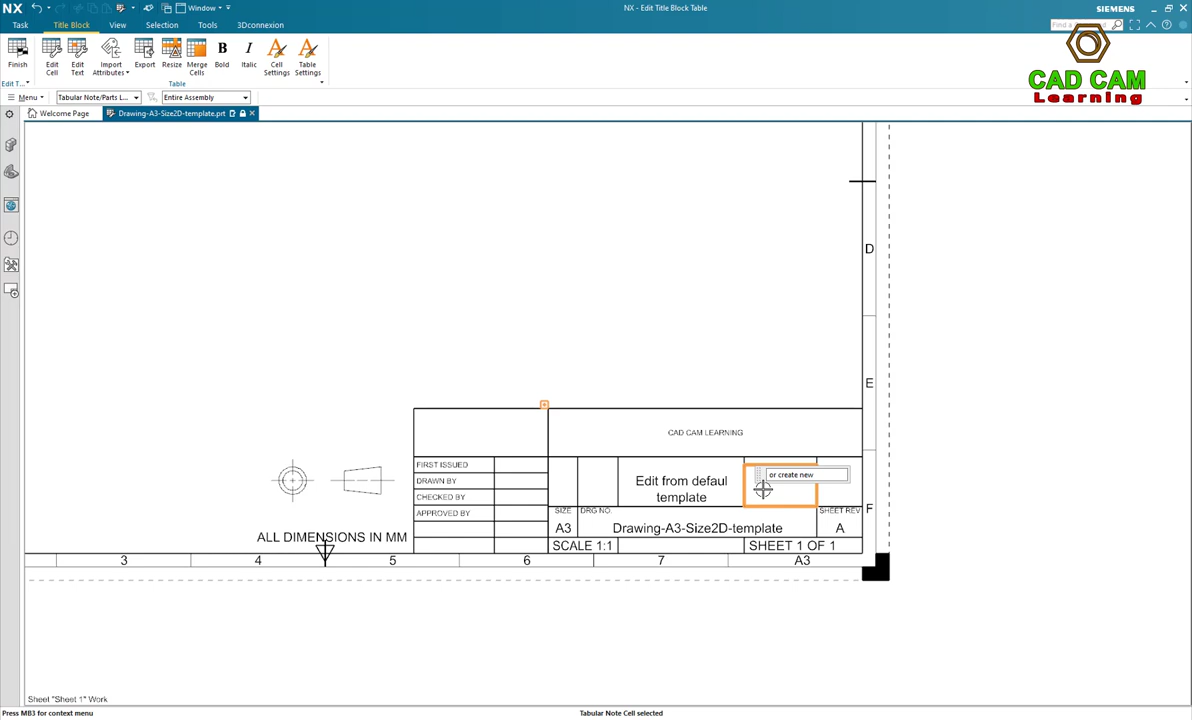 NX
Window
NX - Edit Title Block Table
SIEMENS
Task
Title Block
View
Selection
Tools
3Dconnexion
Find a
Finish
Edit Cell
Edit Text
Import Attributes
Export
Resize
Merge Cells
Bold
Italic
Cell Settings
Table Settings
Edit T...
Table
CAD CAM
Learning
Menu
Tabular Note/Parts L...
Entire Assembly
Welcome Page
Drawing-A3-Size2D-template.prt
D
E
CAD CAM LEARNING
FIRST ISSUED
DRAWN BY
CHECKED BY
APPROVED BY
Edit from defaul
template
or create new
F
SIZE
DRG NO.
SHEET REV
A3
Drawing-A3-Size2D-template
A
SCALE 1:1
SHEET 1 OF 1
ALL DIMENSIONS IN MM
3
4
5
6
7
A3
Sheet "Sheet 1" Work
Press MB3 for context menu
Tabular Note Cell selected